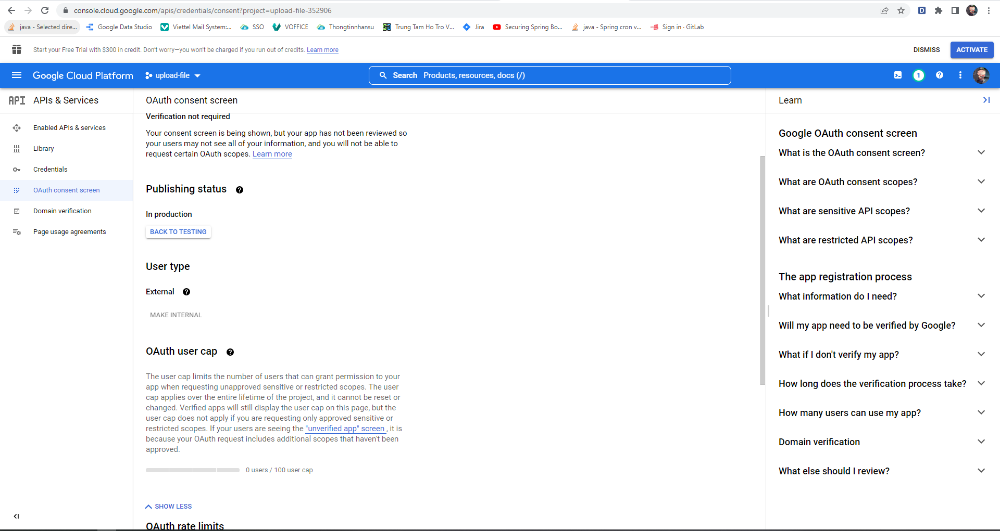 console.cloud.google.com/apis/credentials/consent?project=upload-file-352906
java - Selected dire...
Google Data Studio
Viettel Mail System:...
SSO
VOFFICE
Thongtinnhansu
Trung Tam Ho Tro V...
Jira
Securing Spring Bo...
java - Spring cron v...
Sign in · GitLab
Start your Free Trial with $300 in credit. Don't worry—you won't be charged if you run out of credits. Learn more
DISMISS
ACTIVATE
Google Cloud Platform
upload-file
Search Products, resources, docs (/)
1
API APIs & Services
Enabled APIs & services
Library
Credentials
OAuth consent screen
Domain verification
Page usage agreements
OAuth consent screen
Verification not required
Your consent screen is being shown, but your app has not been reviewed so
your users may not see all of your information, and you will not be able to
request certain OAuth scopes. Learn more
Publishing status
In production
BACK TO TESTING
User type
External
MAKE INTERNAL
OAuth user cap
The user cap limits the number of users that can grant permission to your
app when requesting unapproved sensitive or restricted scopes. The user
cap applies over the entire lifetime of the project, and it cannot be reset or
changed. Verified apps will still display the user cap on this page, but the
user cap does not apply if you are requesting only approved sensitive or
restricted scopes. If your users are seeing the "unverified app" screen , it is
because your OAuth request includes additional scopes that haven't been
approved.
0 users / 100 user cap
SHOW LESS
OAuth rate limits
Learn
Google OAuth consent screen
What is the OAuth consent screen?
What are OAuth consent scopes?
What are sensitive API scopes?
What are restricted API scopes?
The app registration process
What information do I need?
Will my app need to be verified by Google?
What if I don't verify my app?
How long does the verification process take?
How many users can use my app?
Domain verification
What else should I review?